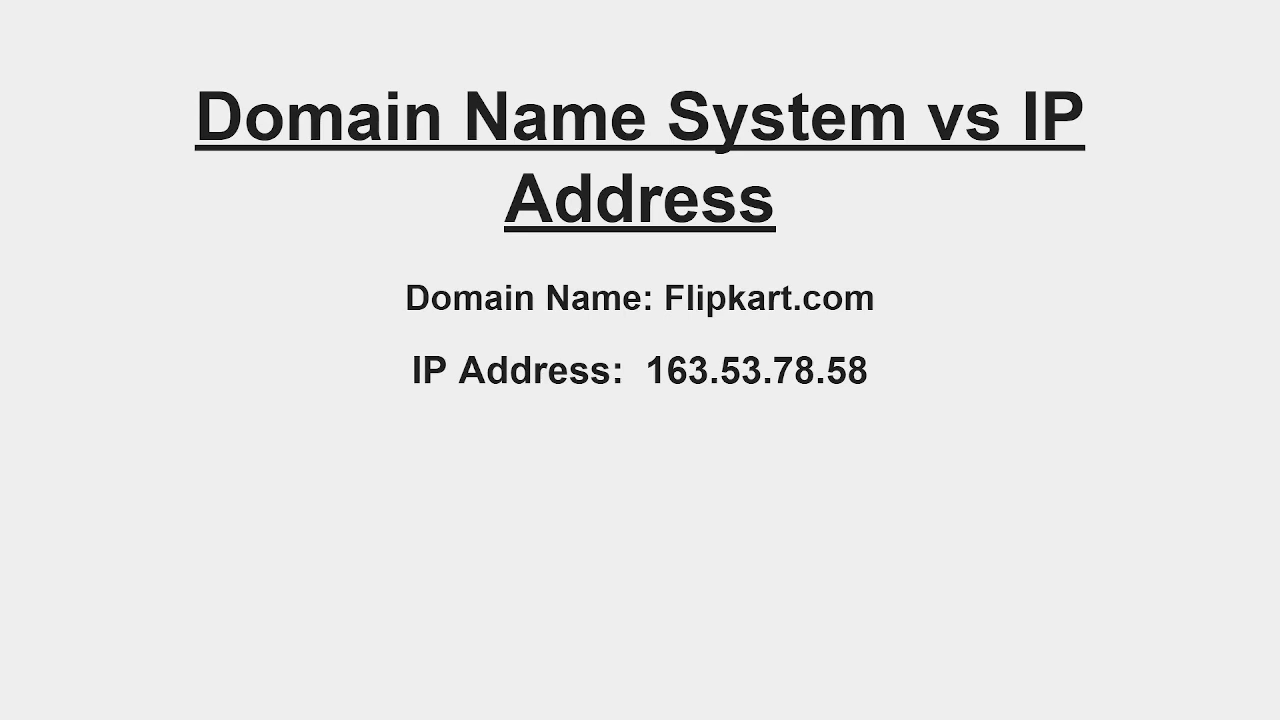 Domain Name System vs IP
Address
Domain Name: Flipkart.com
IP Address:  163.53.78.58